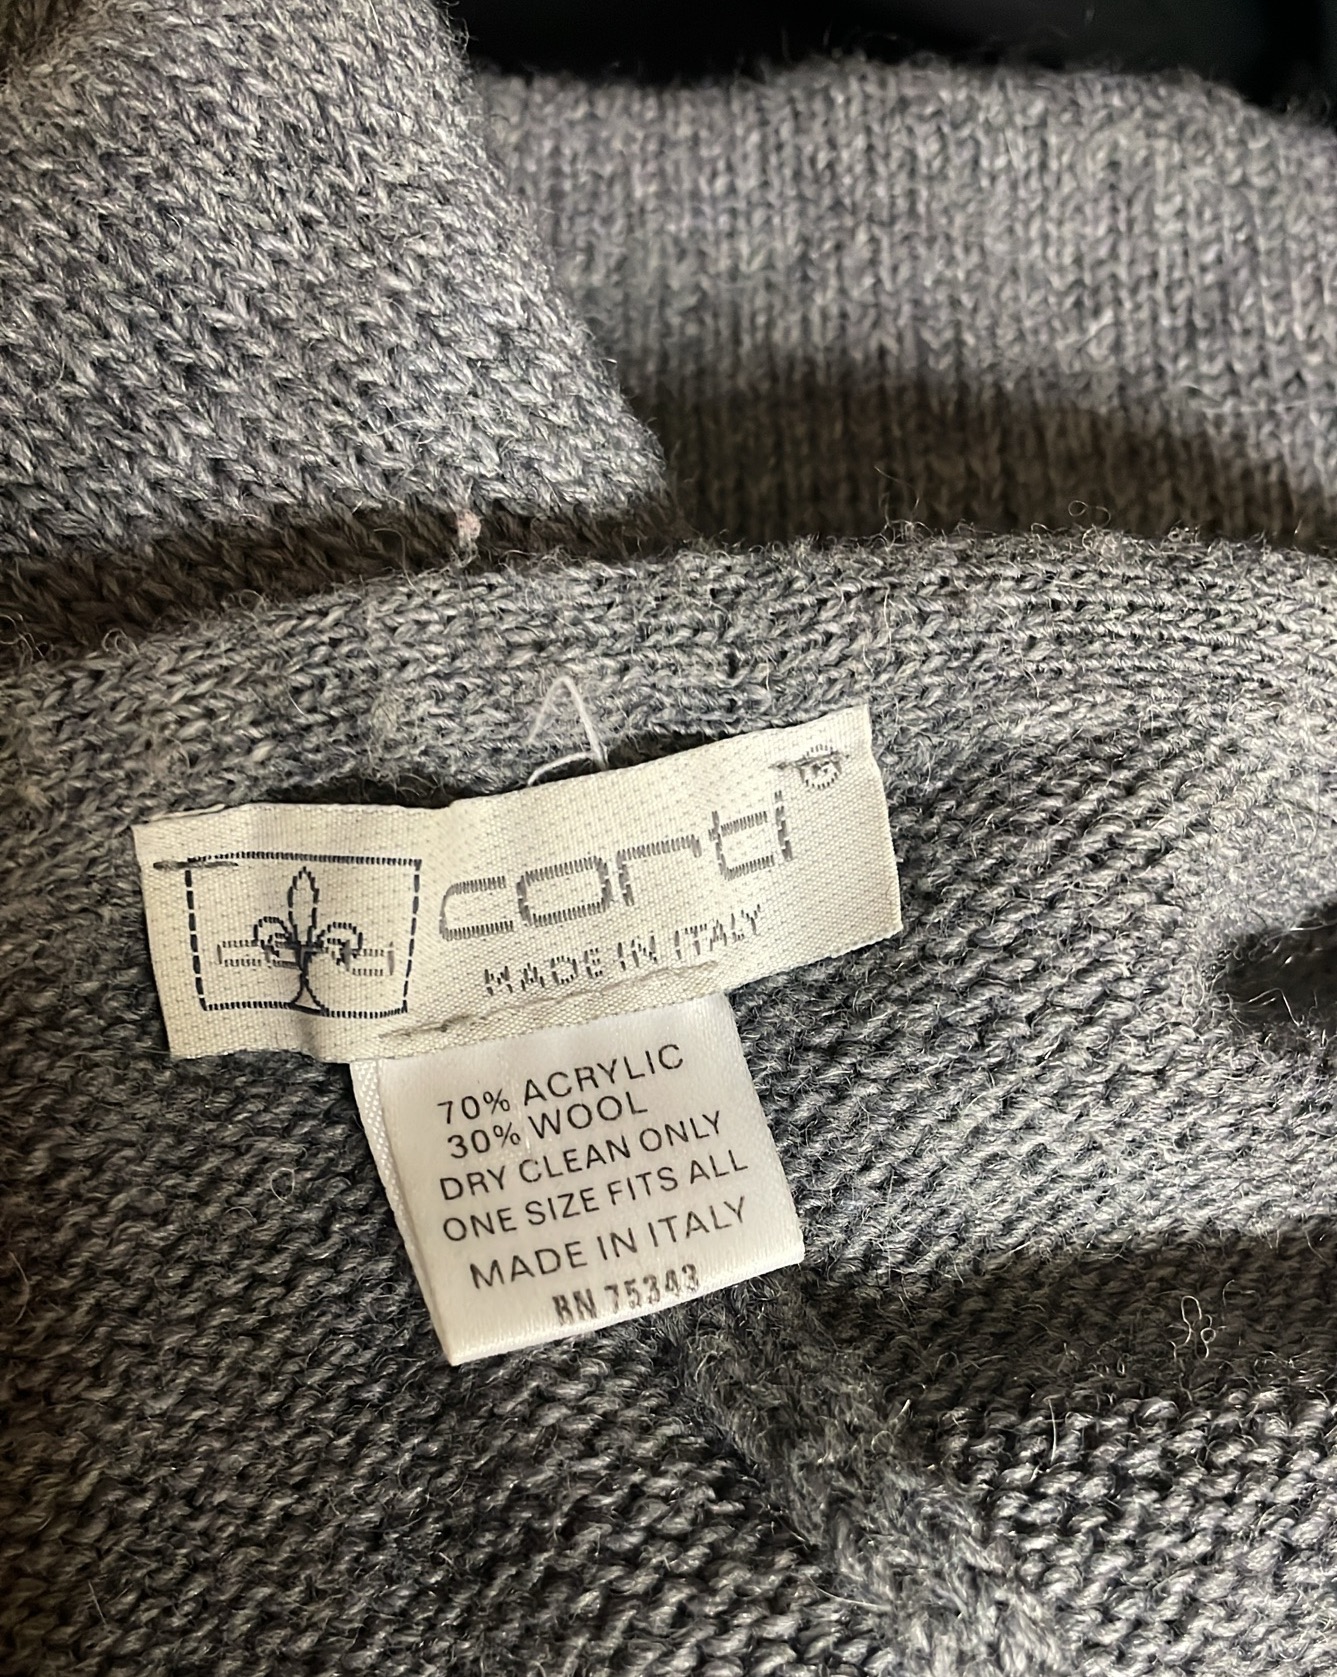 corti
MADE IN ITALY
70% ACRYLIC
30% WOOL
DRY CLEAN ONLY
ONE SIZE FITS ALL
MADE IN ITALY
RN 75343